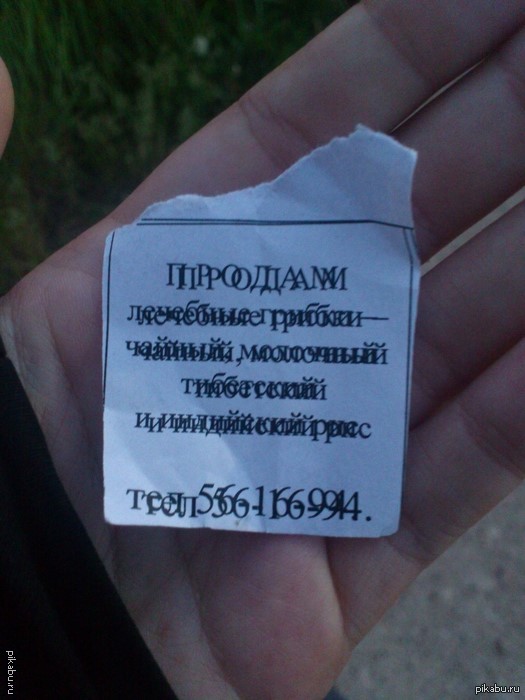 ПРОДАМ
лечебные грибки —
чайный, молочный
тибетский
и индийский рис
тел 56-16-94.
pikabu.ru
pikabu.ru